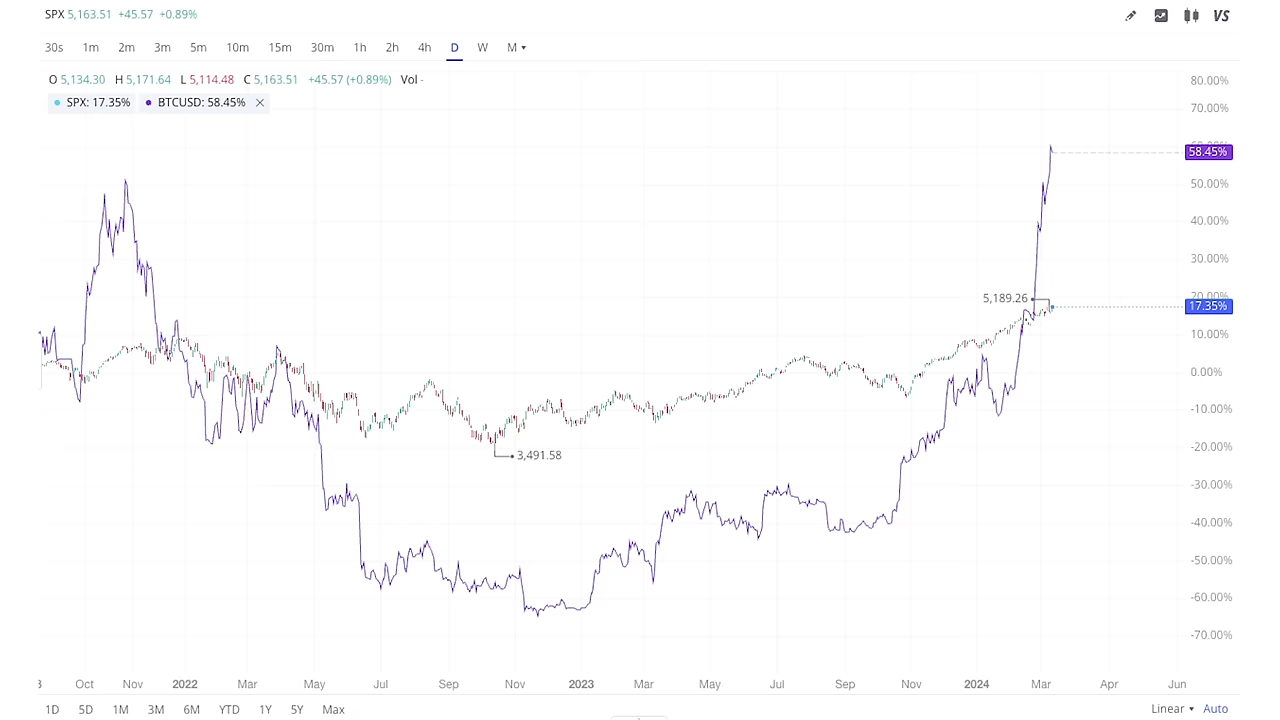 SPX 5,163.51 +45.57 +0.89%
VS
30s 1m 2m 3m 5m 10m 15m 30m 1h 2h 4h D W M
O 5,134.30 H 5,171.64 L 5,114.48 C 5,163.51 +45.57 (+0.89%) Vol -
SPX: 17.35% BTCUSD: 58.45%
80.00%
70.00%
58.45%
50.00%
40.00%
30.00%
20.00%
5,189.26
17.35%
10.00%
0.00%
-10.00%
-20.00%
3,491.58
-30.00%
-40.00%
-50.00%
-60.00%
-70.00%
Oct Nov 2022 Mar May Jul Sep Nov 2023 Mar May Jul Sep Nov 2024 Mar Apr Jun
1D 5D 1M 3M 6M YTD 1Y 5Y Max
Linear Auto